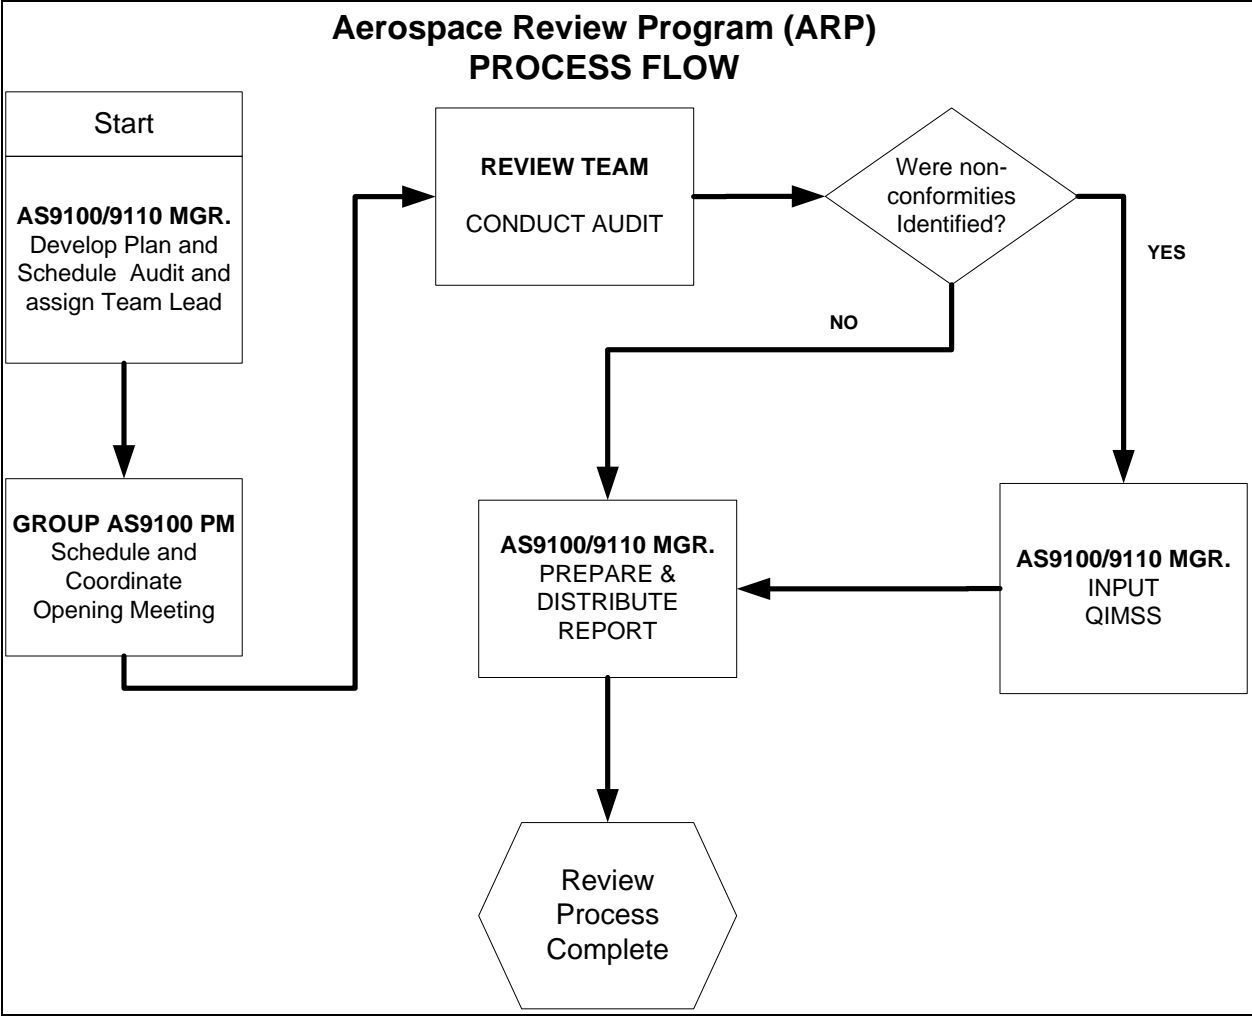 Aerospace Review Program (ARP)
PROCESS FLOW
Start
AS9100/9110 MGR.
Develop Plan and
Schedule  Audit and
assign Team Lead
GROUP AS9100 PM
Schedule and
Coordinate
Opening Meeting
REVIEW TEAM
CONDUCT AUDIT
Were non-
conformities
Identified?
YES
NO
AS9100/9110 MGR.
INPUT
QIMSS
AS9100/9110 MGR.
PREPARE &
DISTRIBUTE
REPORT
Review
Process
Complete